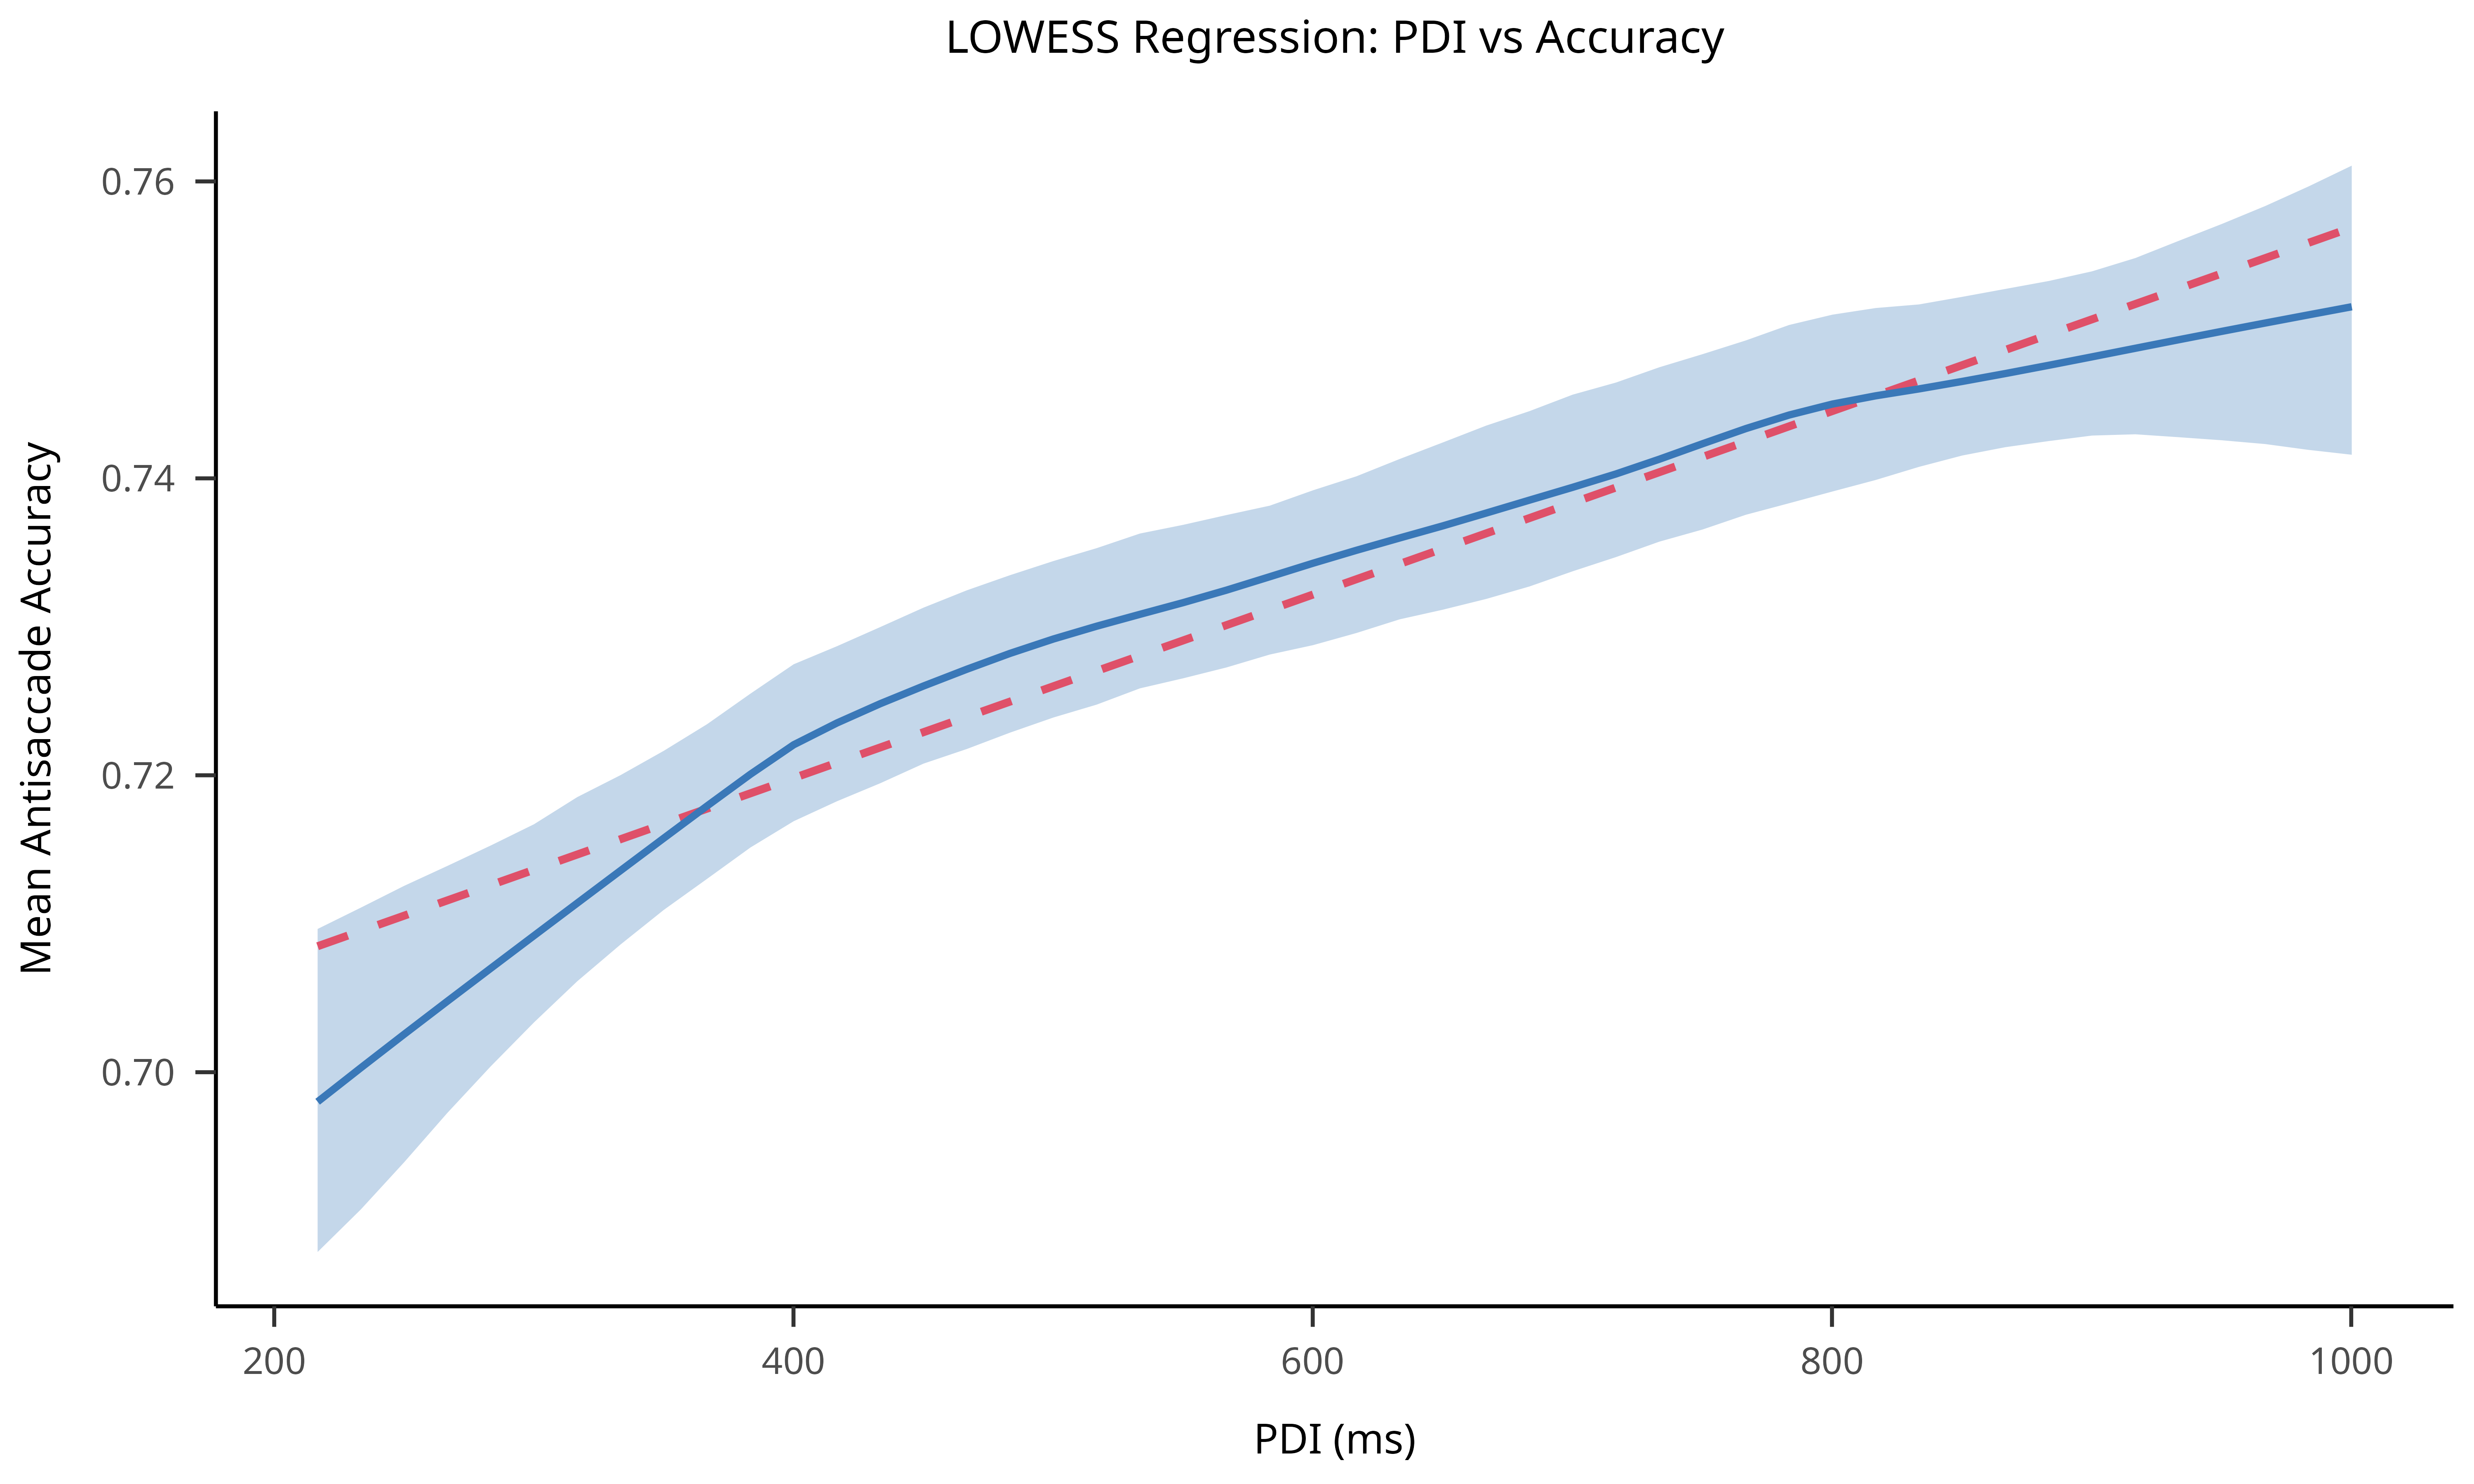 LOWESS Regression: PDI vs Accuracy
Mean Antisaccade Accuracy
0.76
0.74
0.72
0.70
200 400 600 800 1000
PDI (ms)